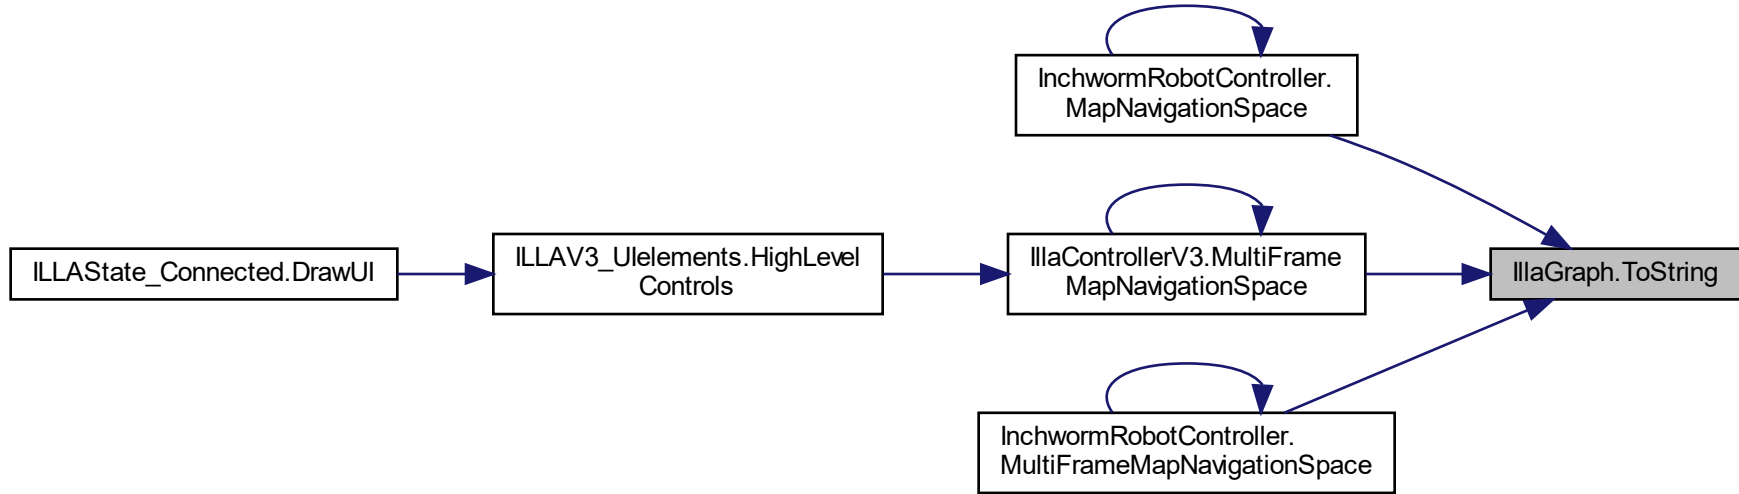 InchwormRobotController.
MapNavigationSpace
ILLAState_Connected.DrawUI
ILLAV3_UIelements.HighLevel
Controls
IllaControllerV3.MultiFrame
MapNavigationSpace
IllaGraph.ToString
InchwormRobotController.
MultiFrameMapNavigationSpace